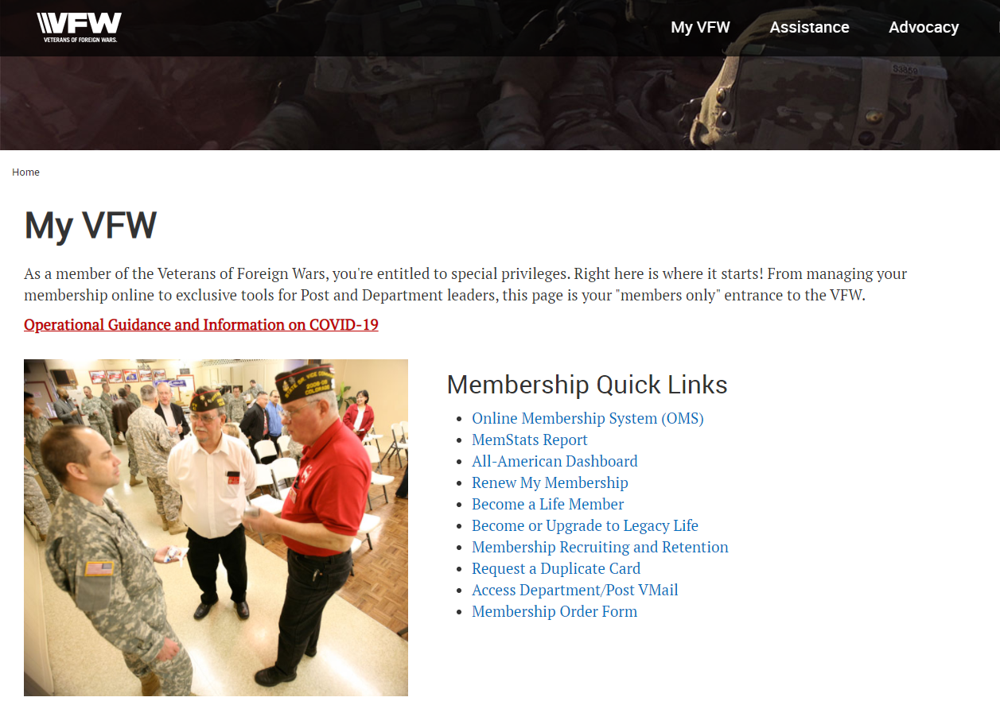 VFW
VETERANS OF FOREIGN WARS.
My VFW
Assistance
Advocacy
S3859
Home
My VFW
As a member of the Veterans of Foreign Wars, you're entitled to special privileges. Right here is where it starts! From managing your
membership online to exclusive tools for Post and Department leaders, this page is your "members only" entrance to the VFW.
Operational Guidance and Information on COVID-19
Membership Quick Links
Online Membership System (OMS)
MemStats Report
All-American Dashboard
Renew My Membership
Become a Life Member
Become or Upgrade to Legacy Life
Membership Recruiting and Retention
Request a Duplicate Card
Access Department/Post VMail
Membership Order Form
COLORADO